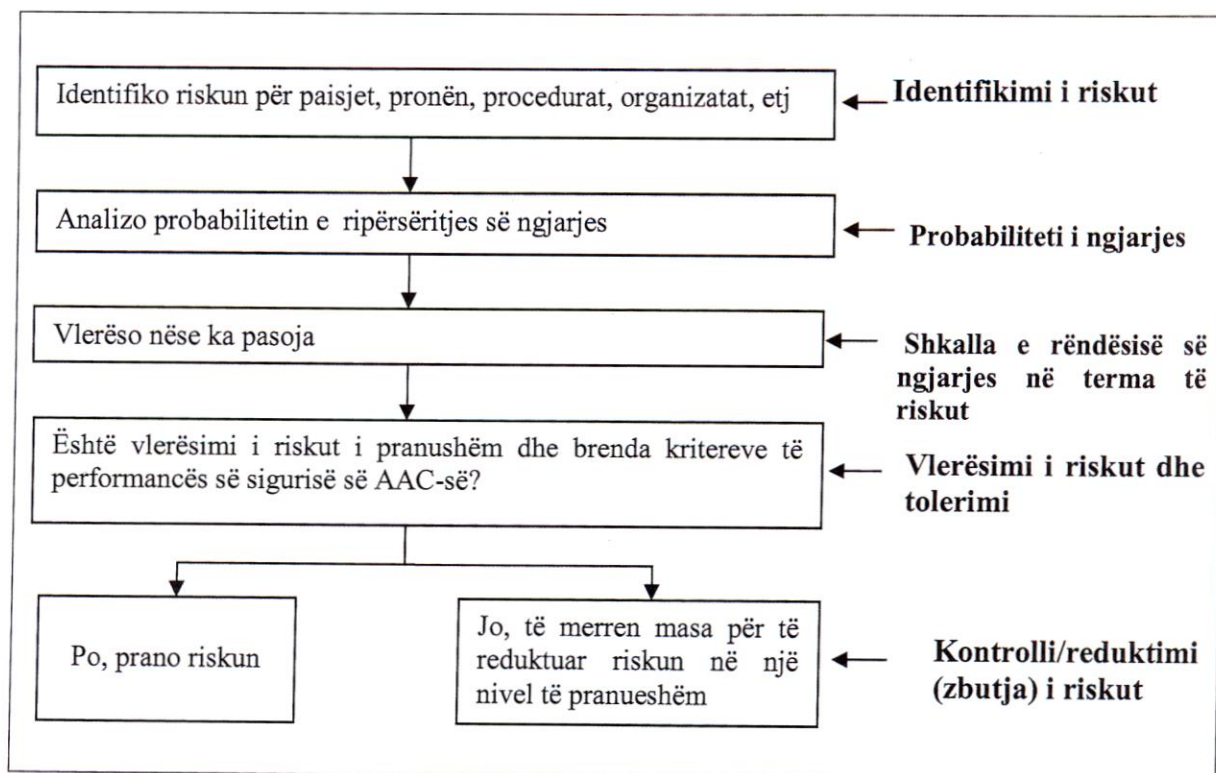 Identifiko riskun për paisjet, pronën, procedurat, organizatat, etj
Identifikimi i riskut
Analizo probabilitetin e ripërsëritjes së ngjarjes
Probabiliteti i ngjarjes
Vlerëso nëse ka pasoja
Shkalla e rëndësisë së
ngjarjes në terma të
riskut
Është vlerësimi i riskut i pranushëm dhe brenda kritereve të
performancës së sigurisë së AAC-së?
Vlerësimi i riskut dhe
tolerimi
Po, prano riskun
Jo, të merren masa për të
reduktuar riskun në një
nivel të pranueshëm
Kontrolli/reduktimi
(zbutja) i riskut